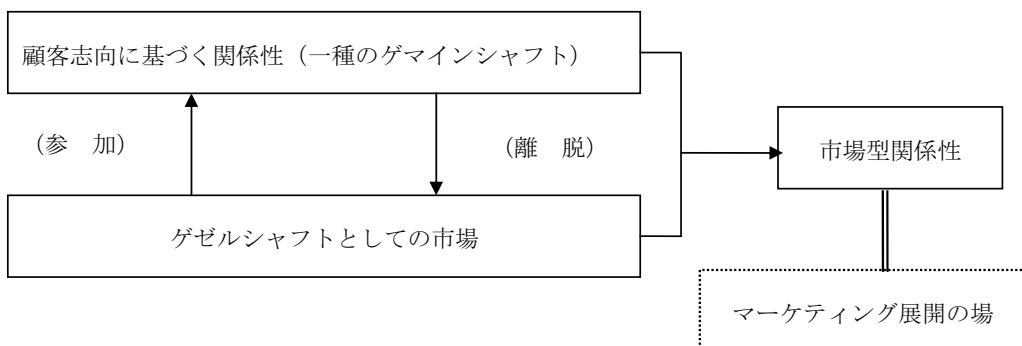 顧客志向に基づく関係性（一種のゲマインシャフト）
（参　加）
（離　脱）
市場型関係性
ゲゼルシャフトとしての市場
マーケティング展開の場